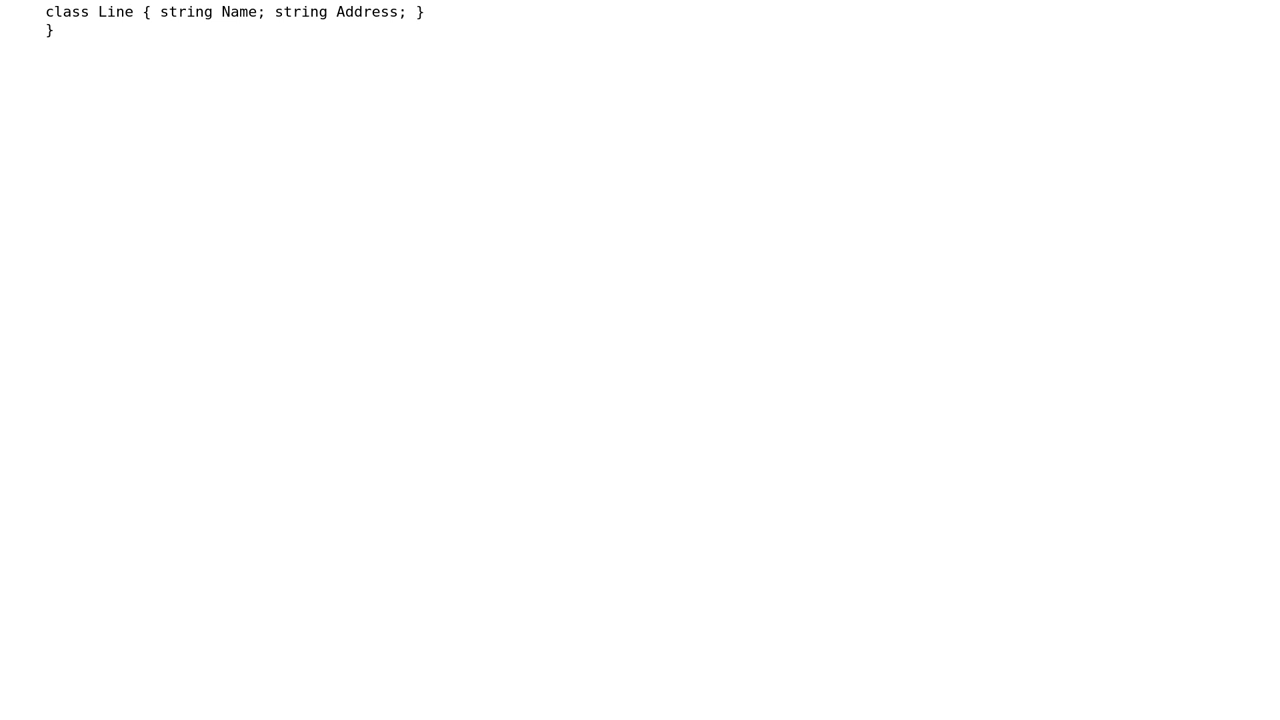 class Line { string Name; string Address; }
}